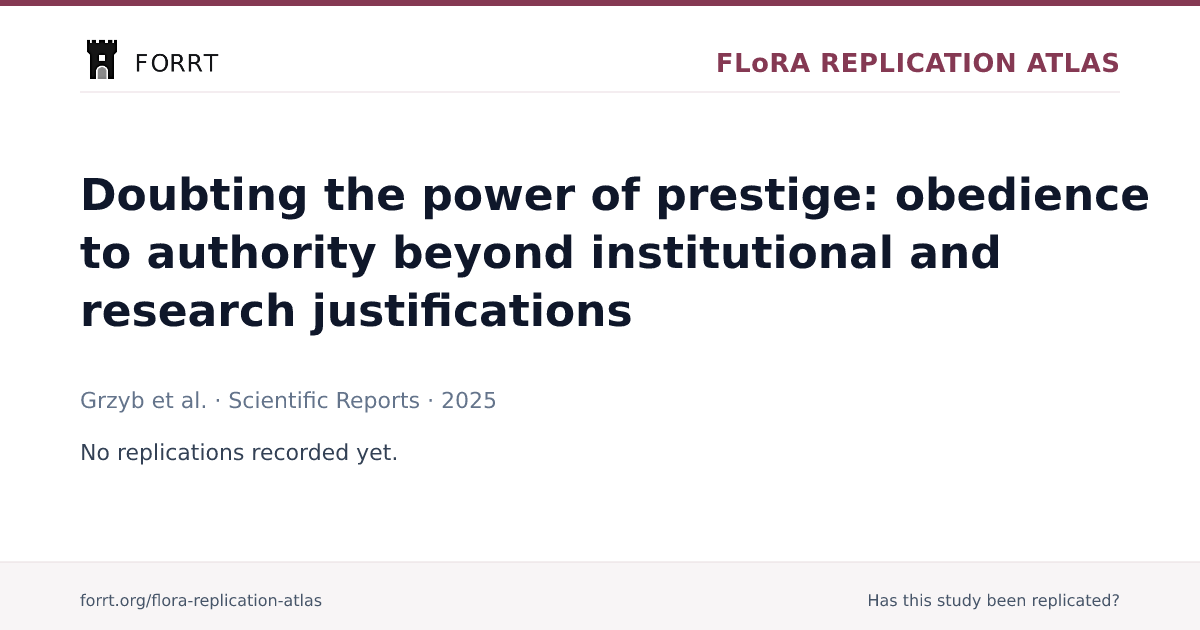 FORRT
FLoRA REPLICATION ATLAS
Doubting the power of prestige: obedience
to authority beyond institutional and
research justifications
Grzyb et al. · Scientific Reports · 2025
No replications recorded yet.
forrt.org/flora-replication-atlas
Has this study been replicated?